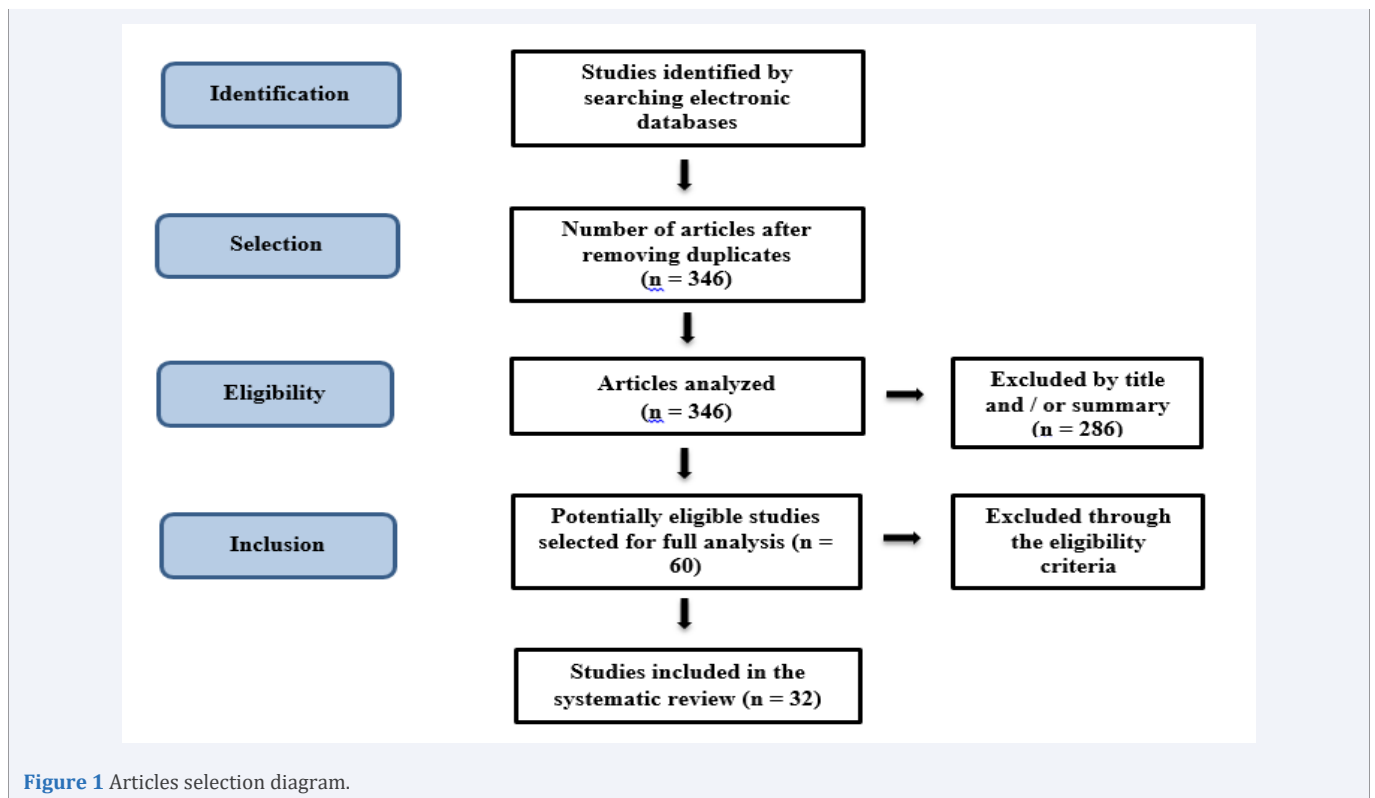 Identification
Studies identified by
searching electronic
databases
Selection
Number of articles after
removing duplicates
(n = 346)
Eligibility
Articles analyzed
(n = 346)
Excluded by title
and / or summary
(n = 286)
Inclusion
Potentially eligible studies
selected for full analysis (n =
60)
Excluded through
the eligibility
criteria
Studies included in the
systematic review (n = 32)
Figure 1 Articles selection diagram.